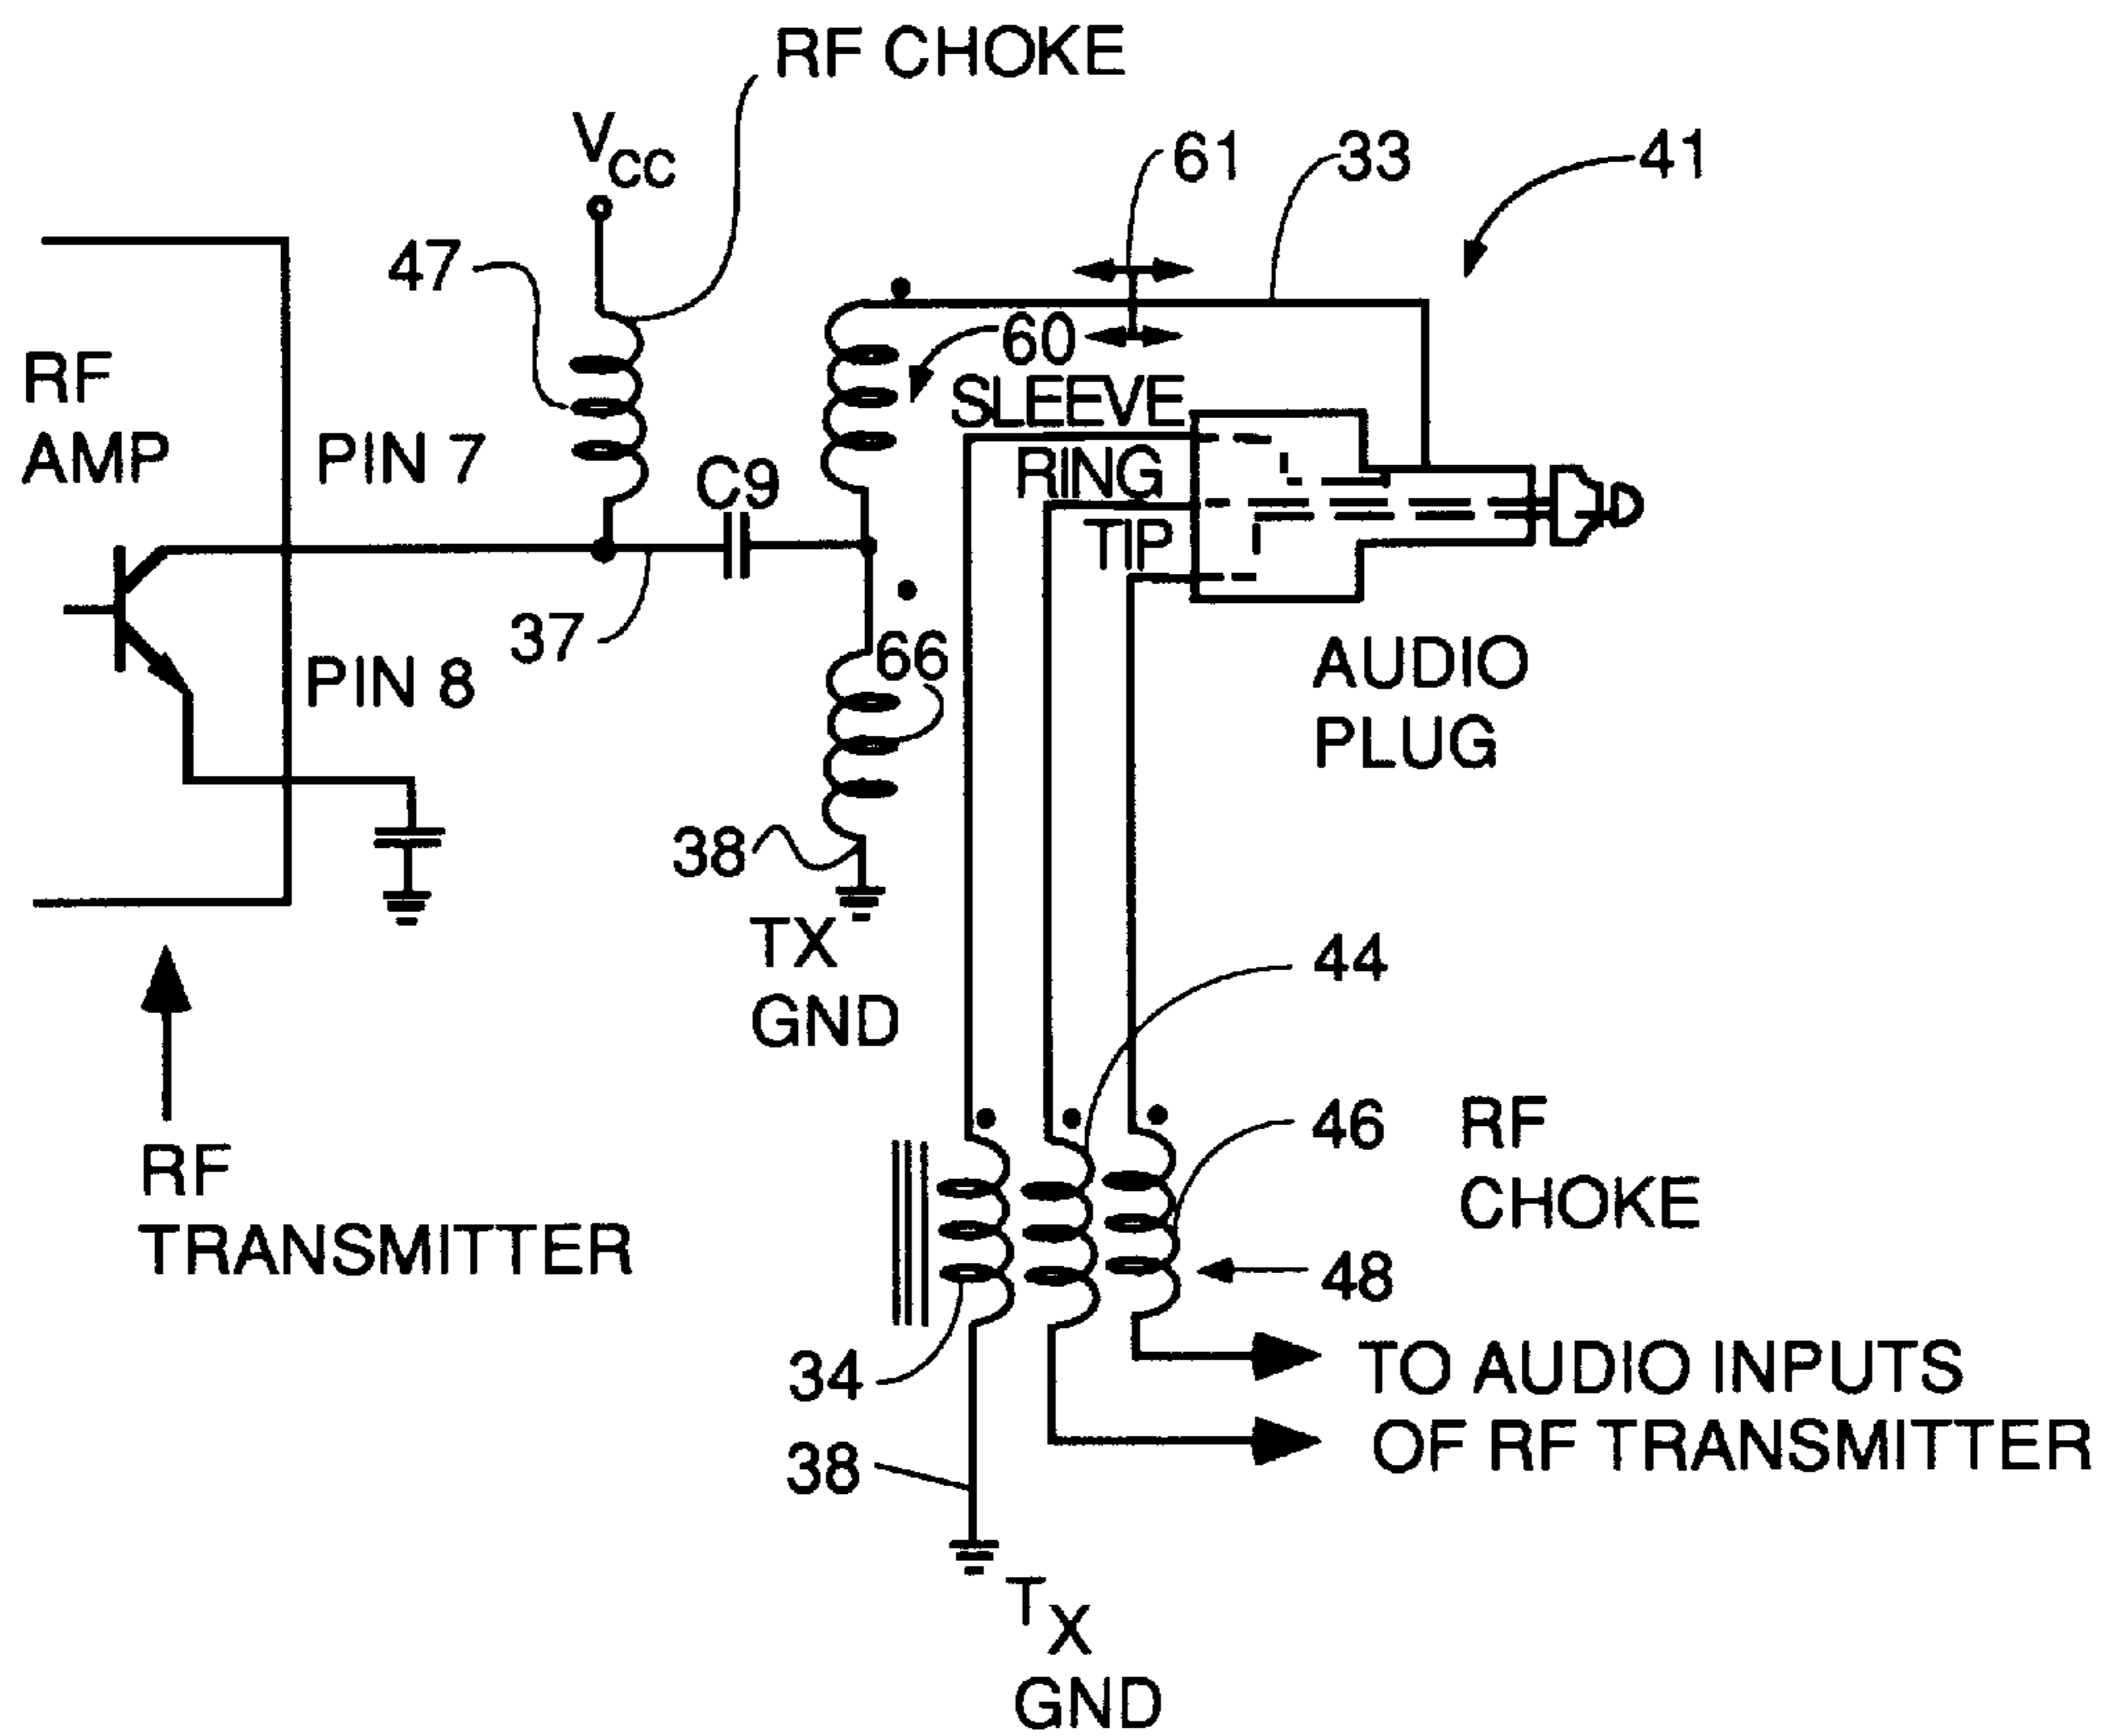 RF CHOKE
VCC
61
33
41
47
60
RF
AMP
SLEEVE
PIN 7
C9
RING
TIP
37
PIN 8
66
AUDIO
PLUG
38
TX
GND
44
46
RF
CHOKE
RF
TRANSMITTER
48
34
TO AUDIO INPUTS
OF RF TRANSMITTER
38
TX
GND